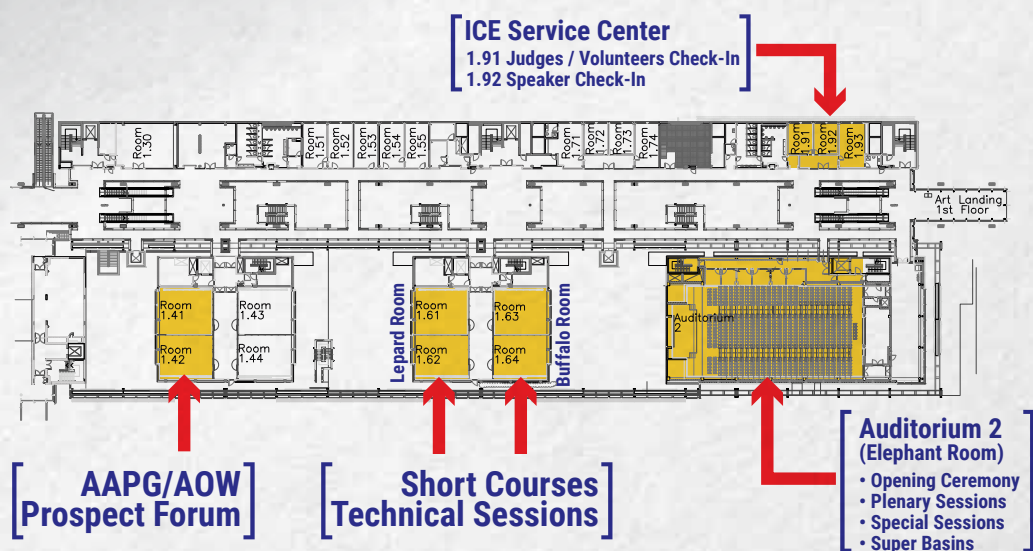 ICE Service Center
1.91 Judges / Volunteers Check-In
1.92 Speaker Check-In
Room 1.30
Room 1.51
Room 1.52
Room 1.53
Room 1.54
Room 1.55
Room 1.71
Room 1.72
Room 1.73
Room 1.74
Room 1.91
Room 1.92
Room 1.93
Art Landing
1st Floor
Room
1.41
Room
1.42
Room
1.43
Room
1.44
Lepard Room
Room
1.61
Room
1.62
Room
1.63
Room
1.64
Buffalo Room
Auditorium
2
AAPG/AOW
Prospect Forum
Short Courses
Technical Sessions
Auditorium 2
(Elephant Room)
• Opening Ceremony
• Plenary Sessions
• Special Sessions
• Super Basins